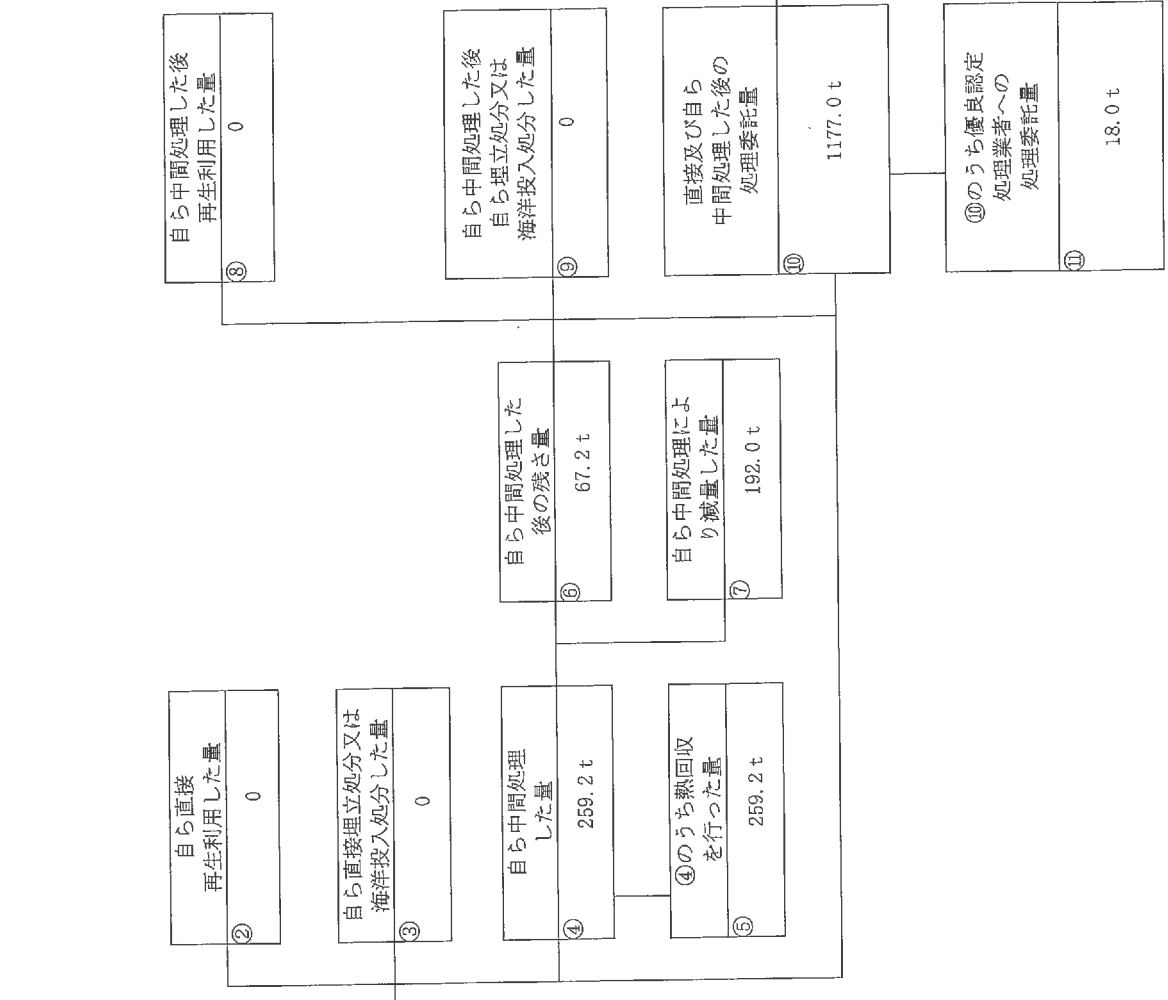 自ら直接
再生利用した量
②
0
自ら直接埋立処分又は
海洋投入処分した量
③
0
自ら中間処理
した量
④
259.2ｔ
④のうち熱回収
を行った量
⑤
259.2ｔ
自ら中間処理した
後の残さ量
⑥
67.2ｔ
自ら中間処理によ
り減量した量
⑦
192.0ｔ
自ら中間処理した後
再生利用した量
⑧
0
自ら中間処理した後
自ら埋立処分又は
海洋投入処分した量
⑨
0
直接及び自ら
中間処理した後の
処理委託量
⑩
1177.0ｔ
⑩のうち優良認定
処理業者への
処理委託量
⑪
18.0ｔ